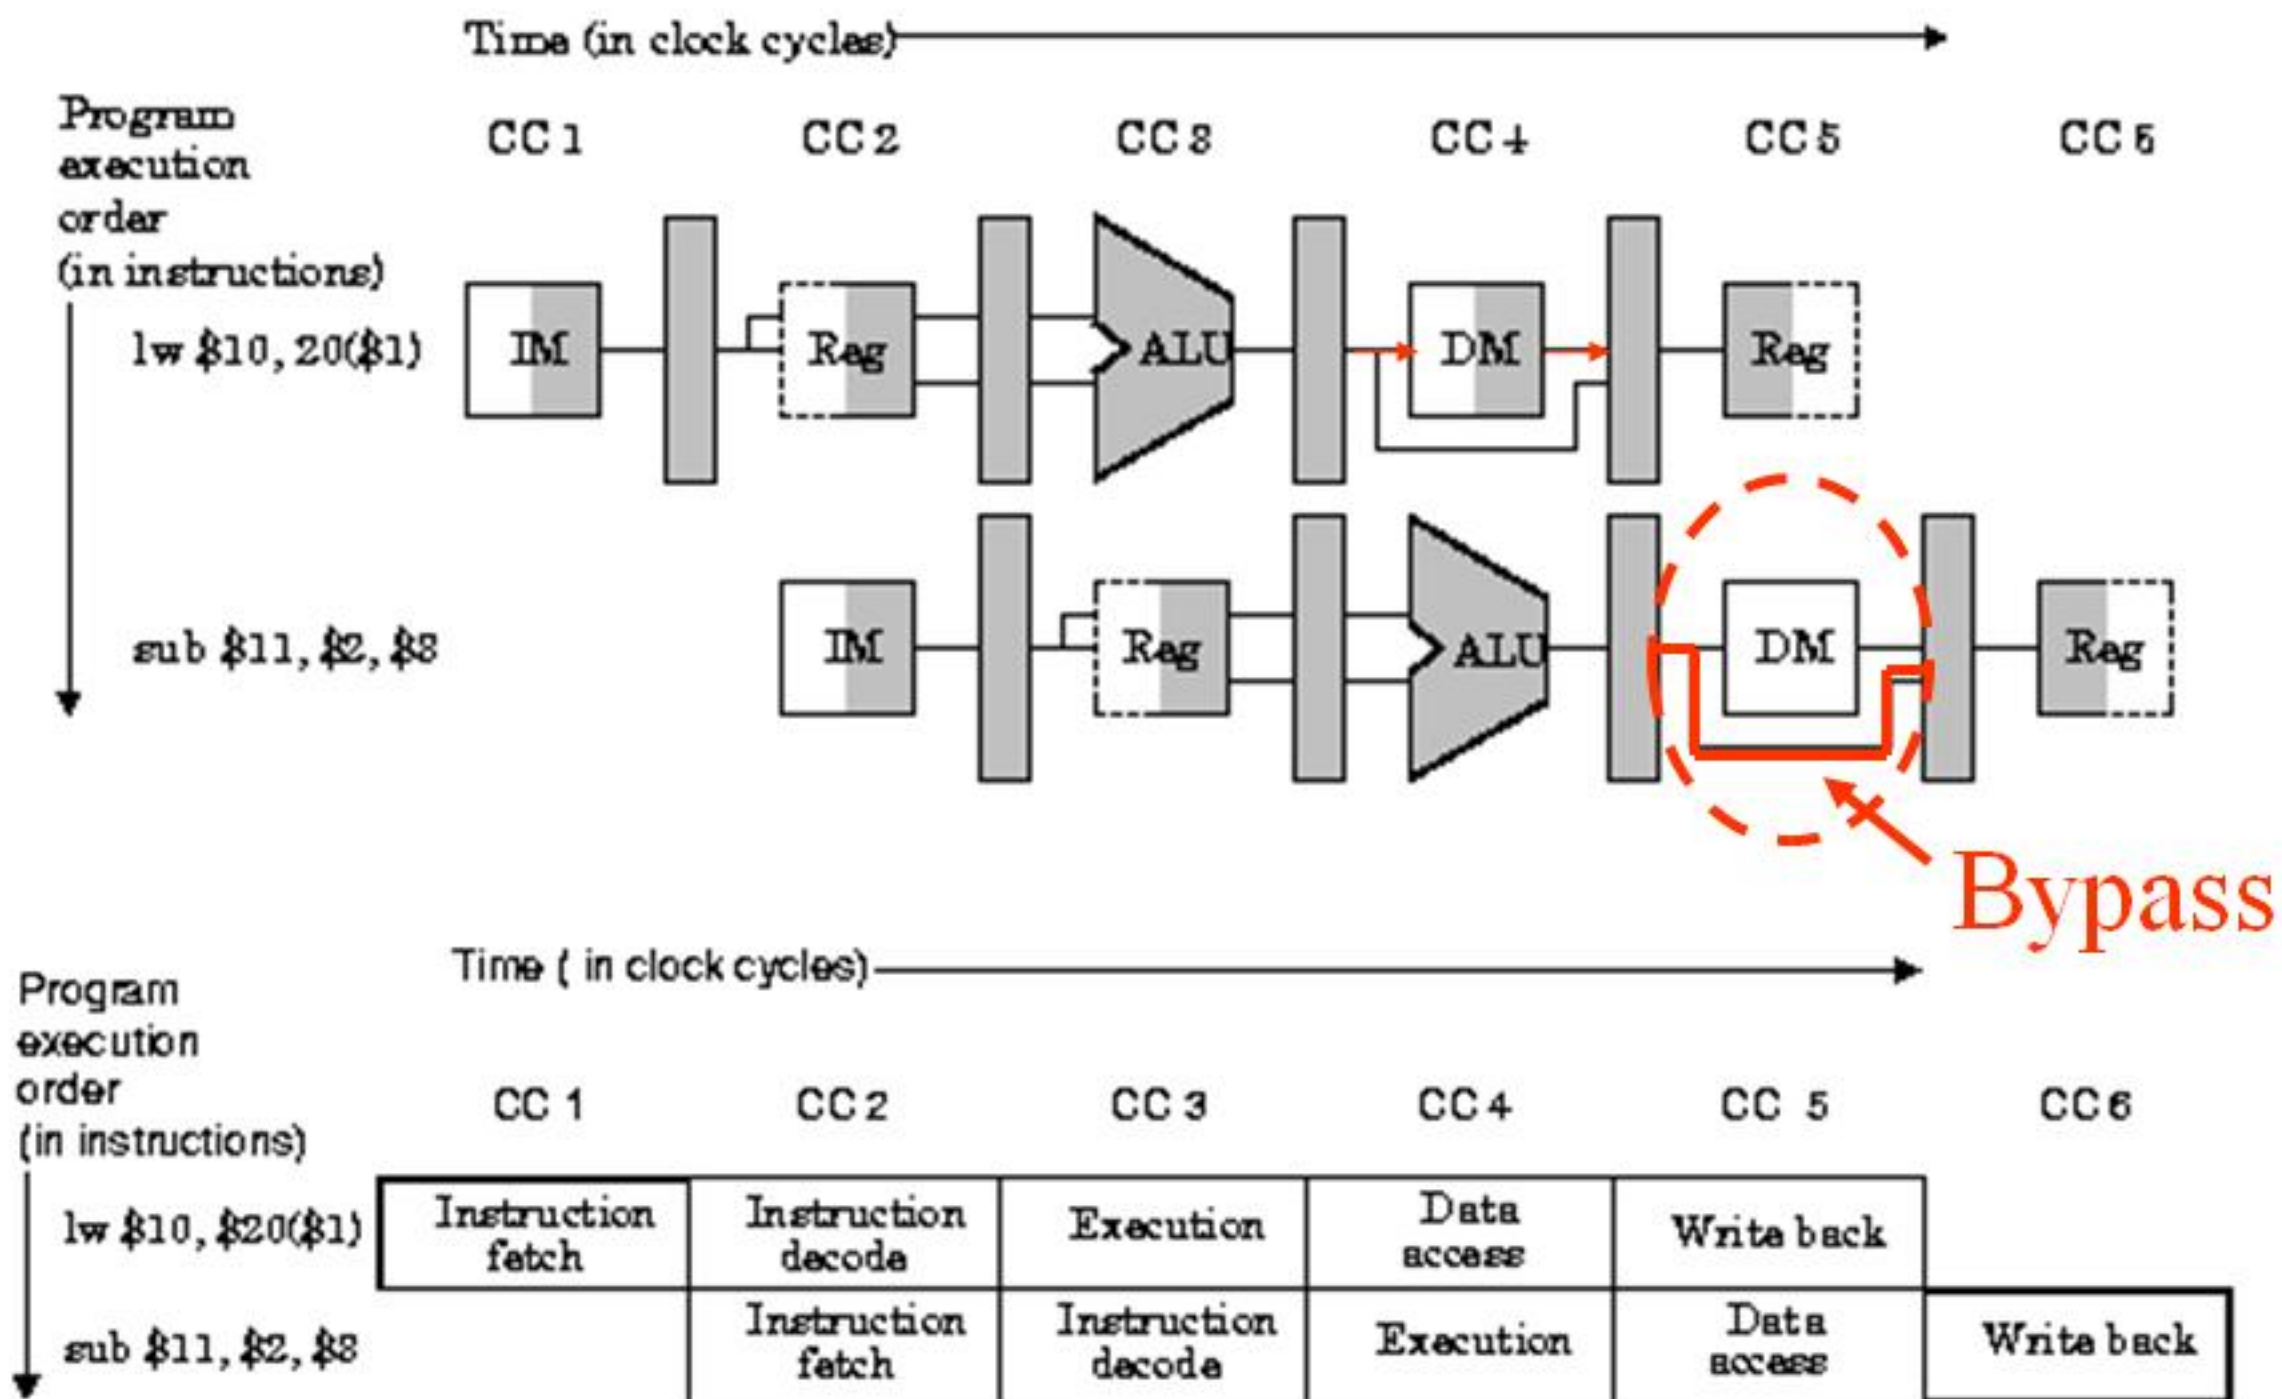 Time (in clock cycles)
Program
execution
order
(in instructions)
CC 1 CC 2 CC 3 CC 4 CC 5 CC 6
lw $10, 20($1)
IM Reg ALU DM Reg
sub $11, $2, $3
IM Reg ALU DM Reg
Bypass
Time ( in clock cycles)
Program
execution
order
(in instructions)
CC 1 CC 2 CC 3 CC 4 CC 5 CC 6
lw $10, $20($1)
Instruction fetch Instruction decode Execution Data access Write back
sub $11, $2, $3
Instruction fetch Instruction decode Execution Data access Write back